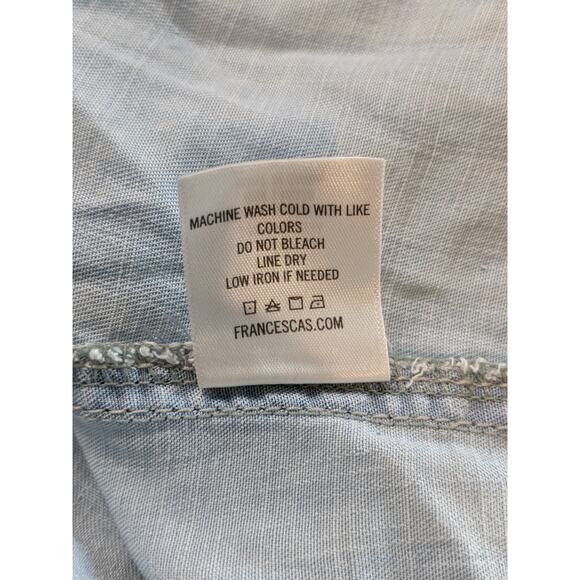 MACHINE WASH COLD WITH LIKE
COLORS
DO NOT BLEACH
LINE DRY
LOW IRON IF NEEDED
FRANCESCAS.COM